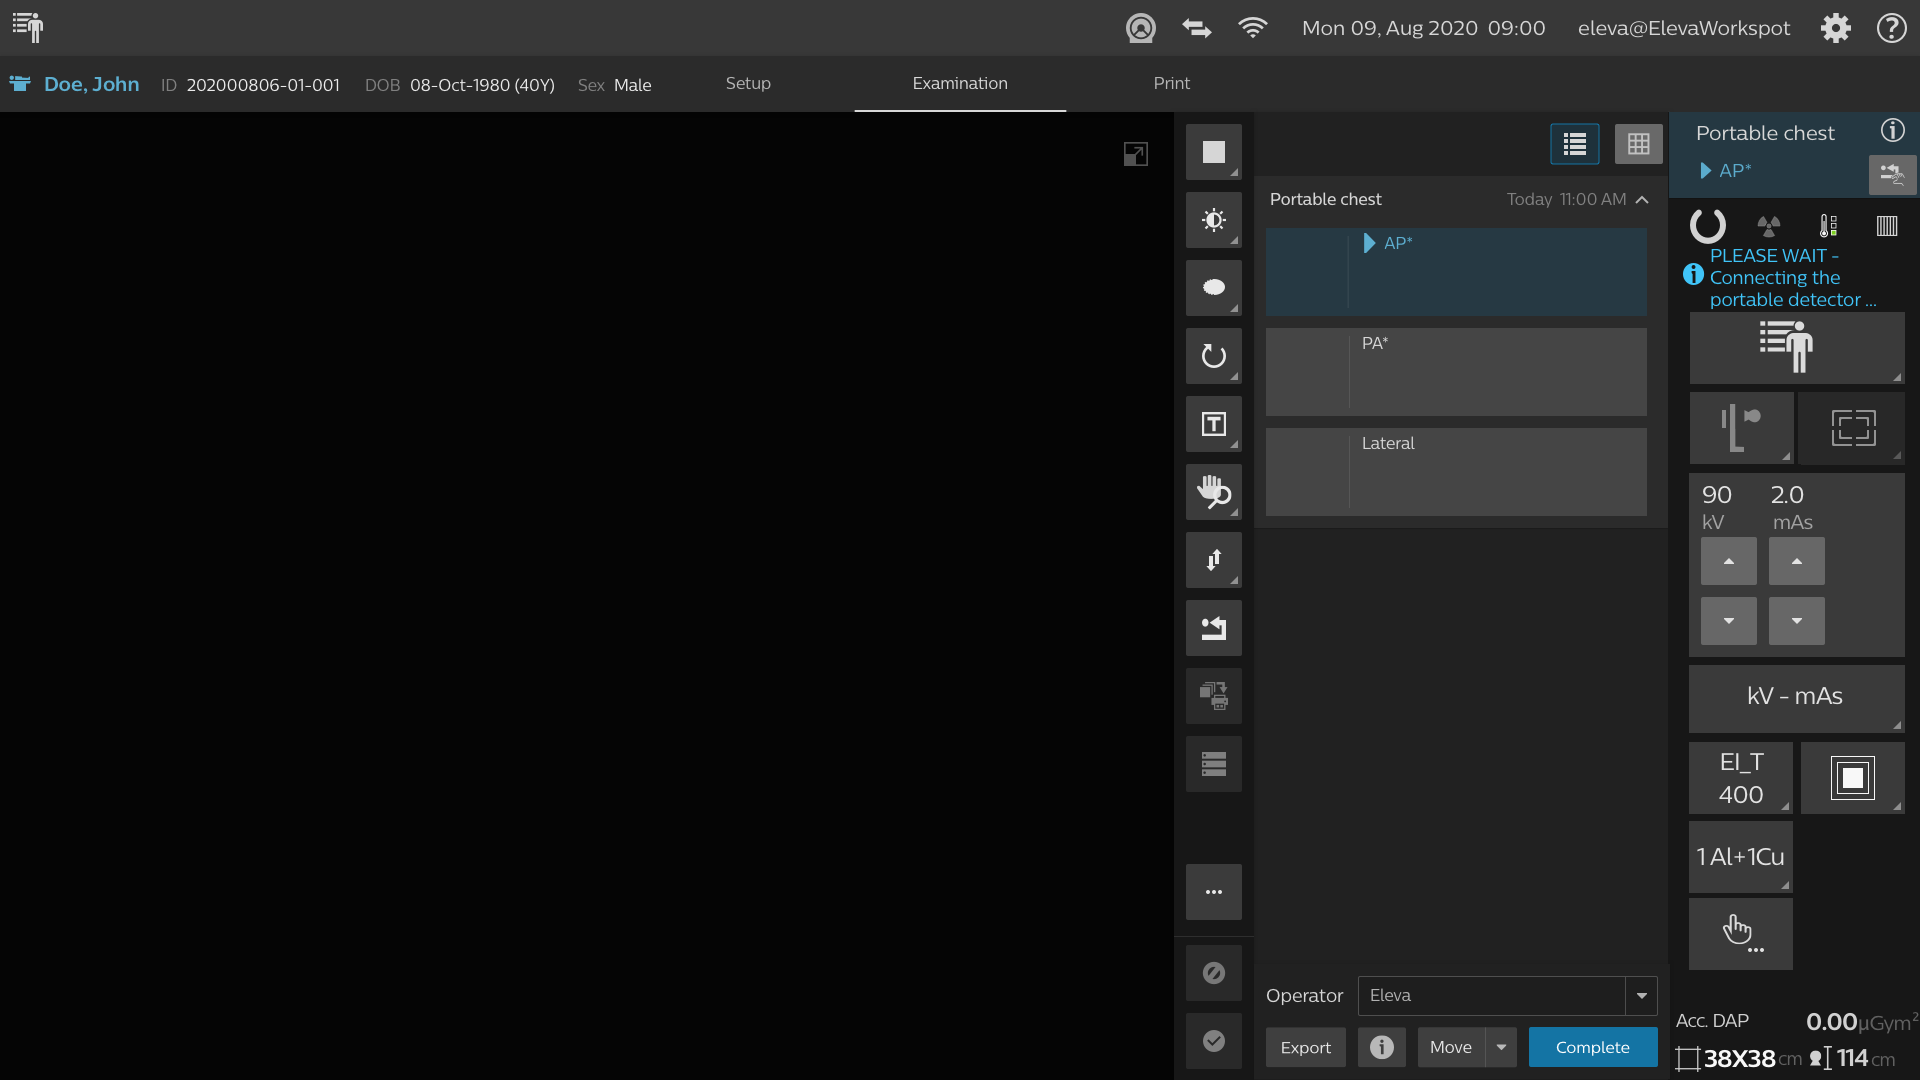 Mon 09, Aug 2020 09:00 eleva@ElevaWorkspot
Doe, John ID 202000806-01-001 DOB 08-Oct-1980 (40Y) Sex Male Setup Examination Print
Portable chest
AP*
Portable chest Today 11:00 AM
AP*
PA*
Lateral
PLEASE WAIT -
Connecting the
portable detector ...
90 2.0
kV mAs
kV - mAs
EI_T
400
1 Al+1Cu
Operator Eleva
Export Move Complete
Acc. DAP 0.00 µGym²
38X38 cm 114 cm